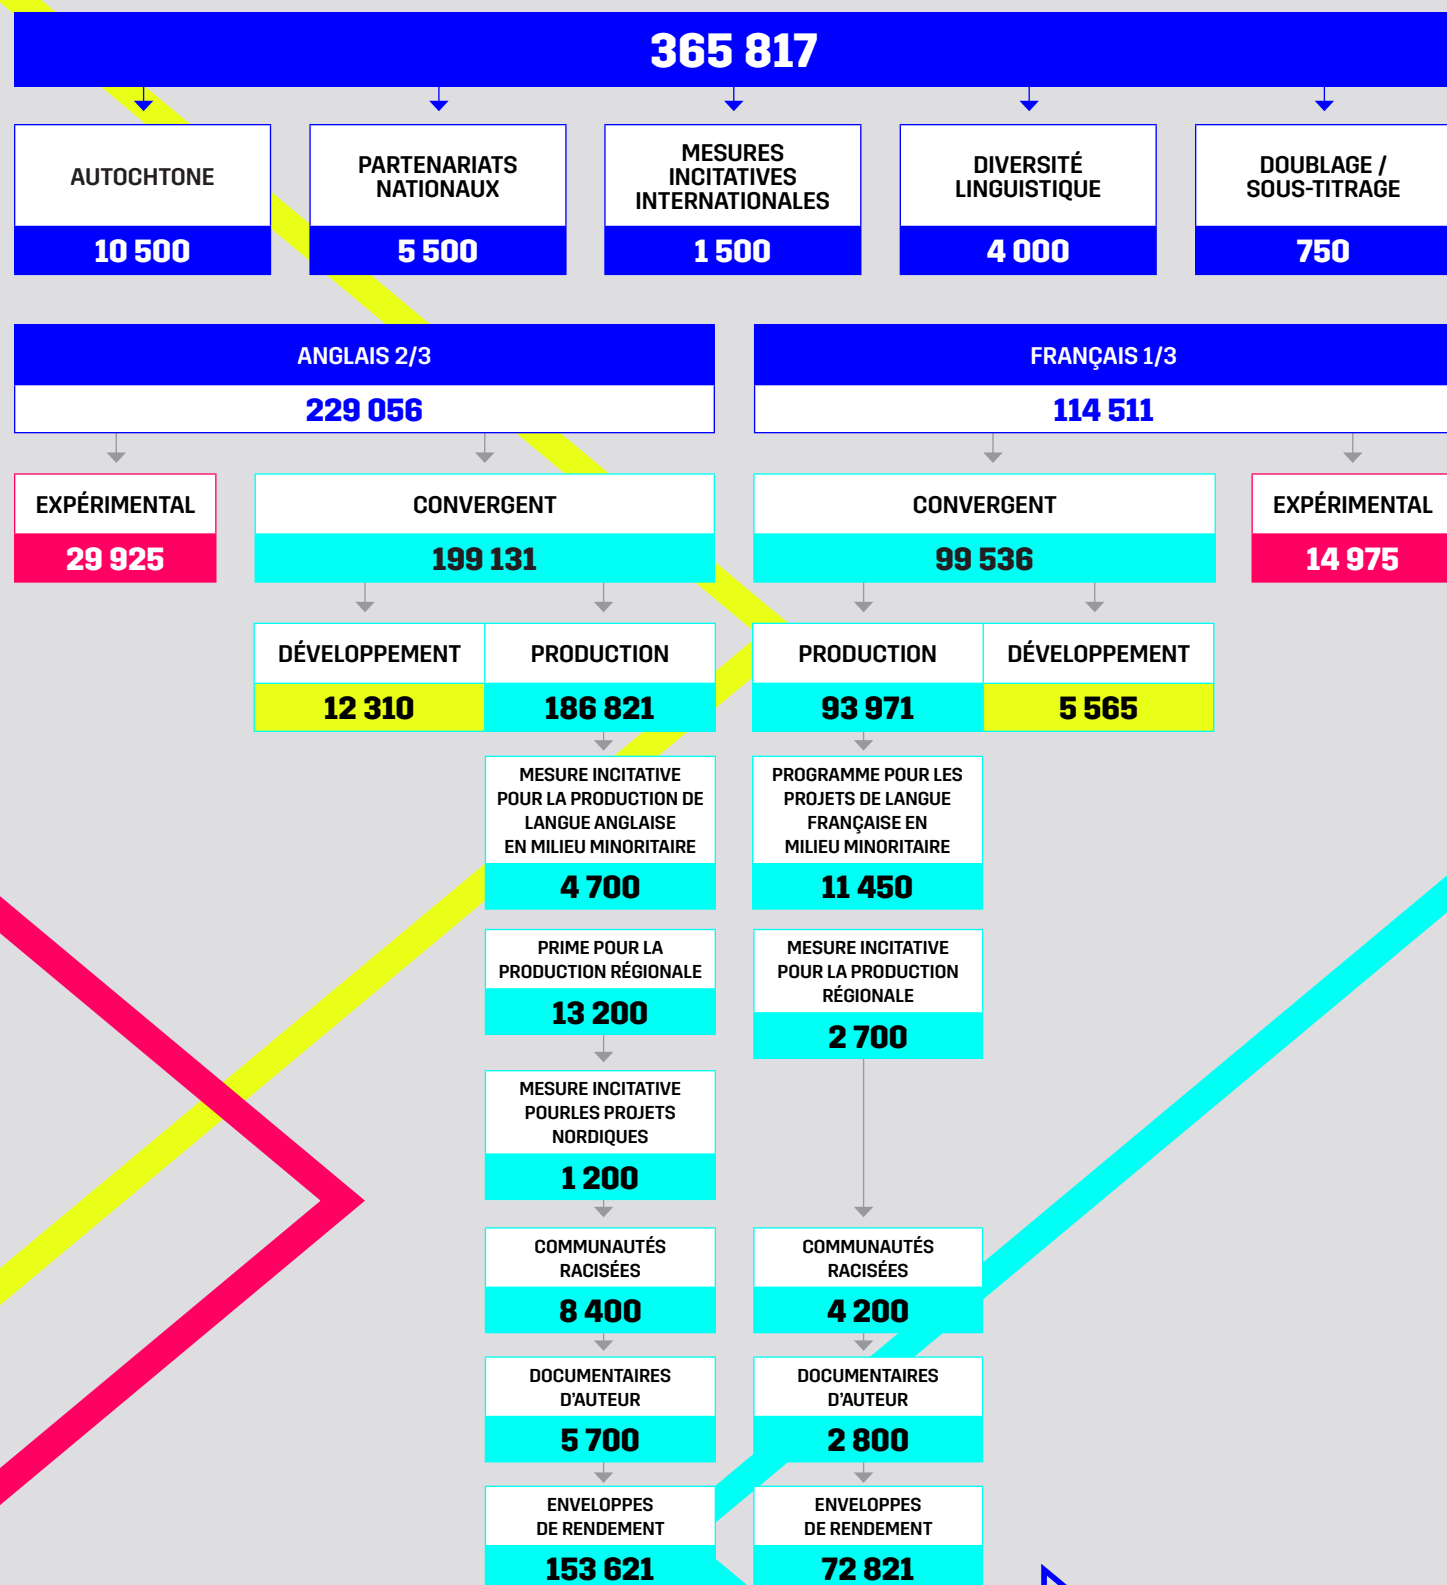 365 817
AUTOCHTONE
10 500
PARTENARIATS
NATIONAUX
5 500
MESURES
INCITATIVES
INTERNATIONALES
1 500
DIVERSITÉ
LINGUISTIQUE
4 000
DOUBLAGE /
SOUS-TITRAGE
750
ANGLAIS 2/3
229 056
FRANÇAIS 1/3
114 511
EXPÉRIMENTAL
29 925
CONVERGENT
199 131
CONVERGENT
99 536
EXPÉRIMENTAL
14 975
DÉVELOPPEMENT
12 310
PRODUCTION
186 821
PRODUCTION
93 971
DÉVELOPPEMENT
5 565
MESURE INCITATIVE
POUR LA PRODUCTION DE
LANGUE ANGLAISE
EN MILIEU MINORITAIRE
4 700
PROGRAMME POUR LES
PROJETS DE LANGUE
FRANÇAISE EN
MILIEU MINORITAIRE
11 450
PRIME POUR LA
PRODUCTION RÉGIONALE
13 200
MESURE INCITATIVE
POUR LA PRODUCTION
RÉGIONALE
2 700
MESURE INCITATIVE
POURLES PROJETS
NORDIQUES
1 200
COMMUNAUTÉS
RACISÉES
8 400
COMMUNAUTÉS
RACISÉES
4 200
DOCUMENTAIRES
D'AUTEUR
5 700
DOCUMENTAIRES
D'AUTEUR
2 800
ENVELOPPES
DE RENDEMENT
153 621
ENVELOPPES
DE RENDEMENT
72 821